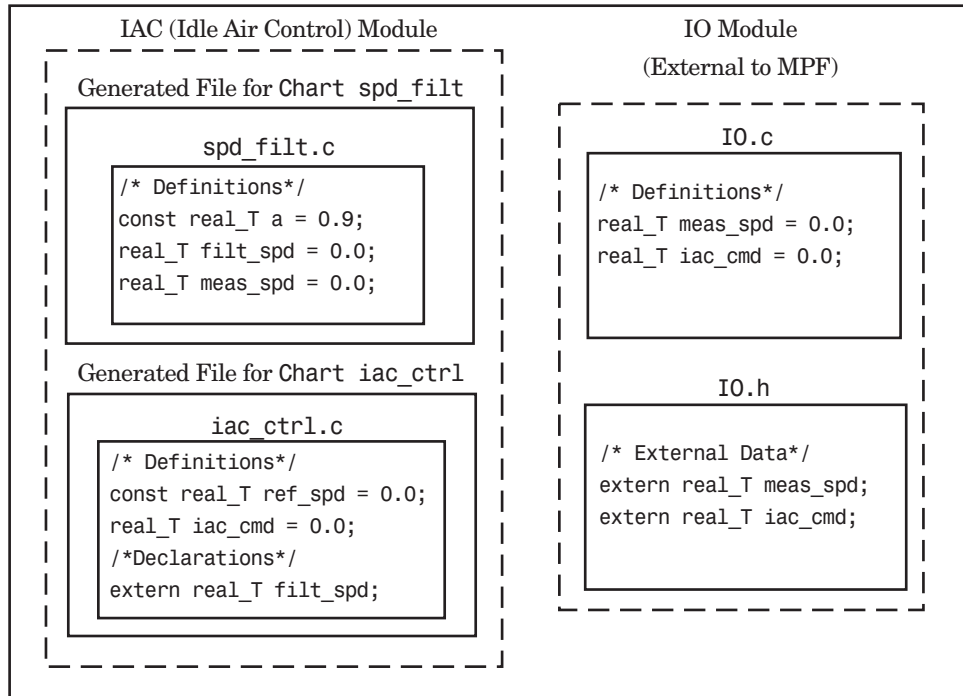 IAC (Idle Air Control) Module
Generated File for Chart spd_filt
spd_filt.c
/* Definitions*/
const real_T a = 0.9;
real_T filt_spd = 0.0;
real_T meas_spd = 0.0;
Generated File for Chart iac_ctrl
iac_ctrl.c
/* Definitions*/
const real_T ref_spd = 0.0;
real_T iac_cmd = 0.0;
/*Declarations*/
extern real_T filt_spd;
IO Module
(External to MPF)
IO.c
/* Definitions*/
real_T meas_spd = 0.0;
real_T iac_cmd = 0.0;
IO.h
/* External Data*/
extern real_T meas_spd;
extern real_T iac_cmd;